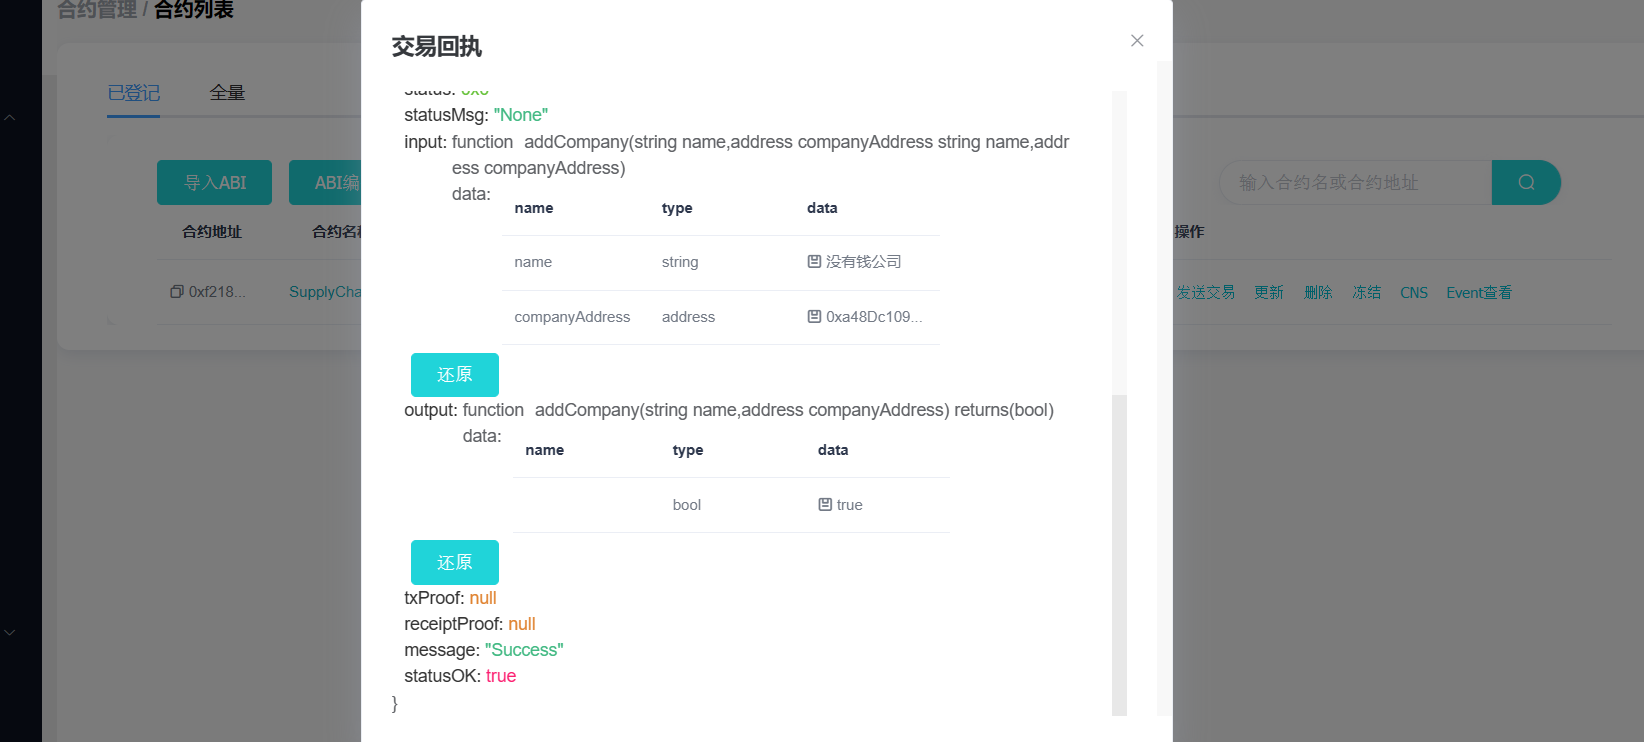 合约管理 / 合约列表
已登记 全量
导入ABI ABI编
输入合约名或合约地址
合约地址 合约名称 操作
0xf218... SupplyCha 发送交易 更新 删除 冻结 CNS Event查看
交易回执
status: 0x0
statusMsg: "None"
input: function addCompany(string name,address companyAddress string name,addr
ess companyAddress)
data:
name type data
name string 没有钱公司
companyAddress address 0xa48Dc109...
还原
output: function addCompany(string name,address companyAddress) returns(bool)
data:
name type data
bool true
还原
txProof: null
receiptProof: null
message: "Success"
statusOK: true
}